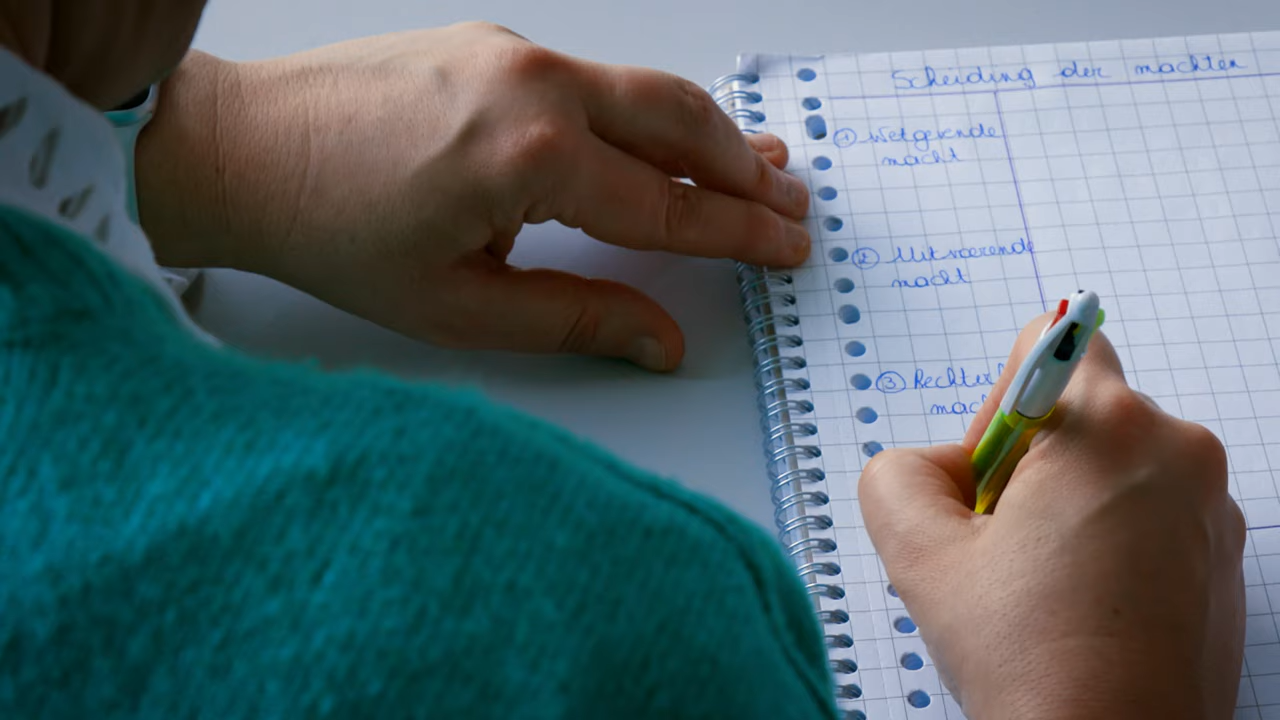 Scheiding der machten
① Wetgevende
macht
② Uitvoerende
macht
③